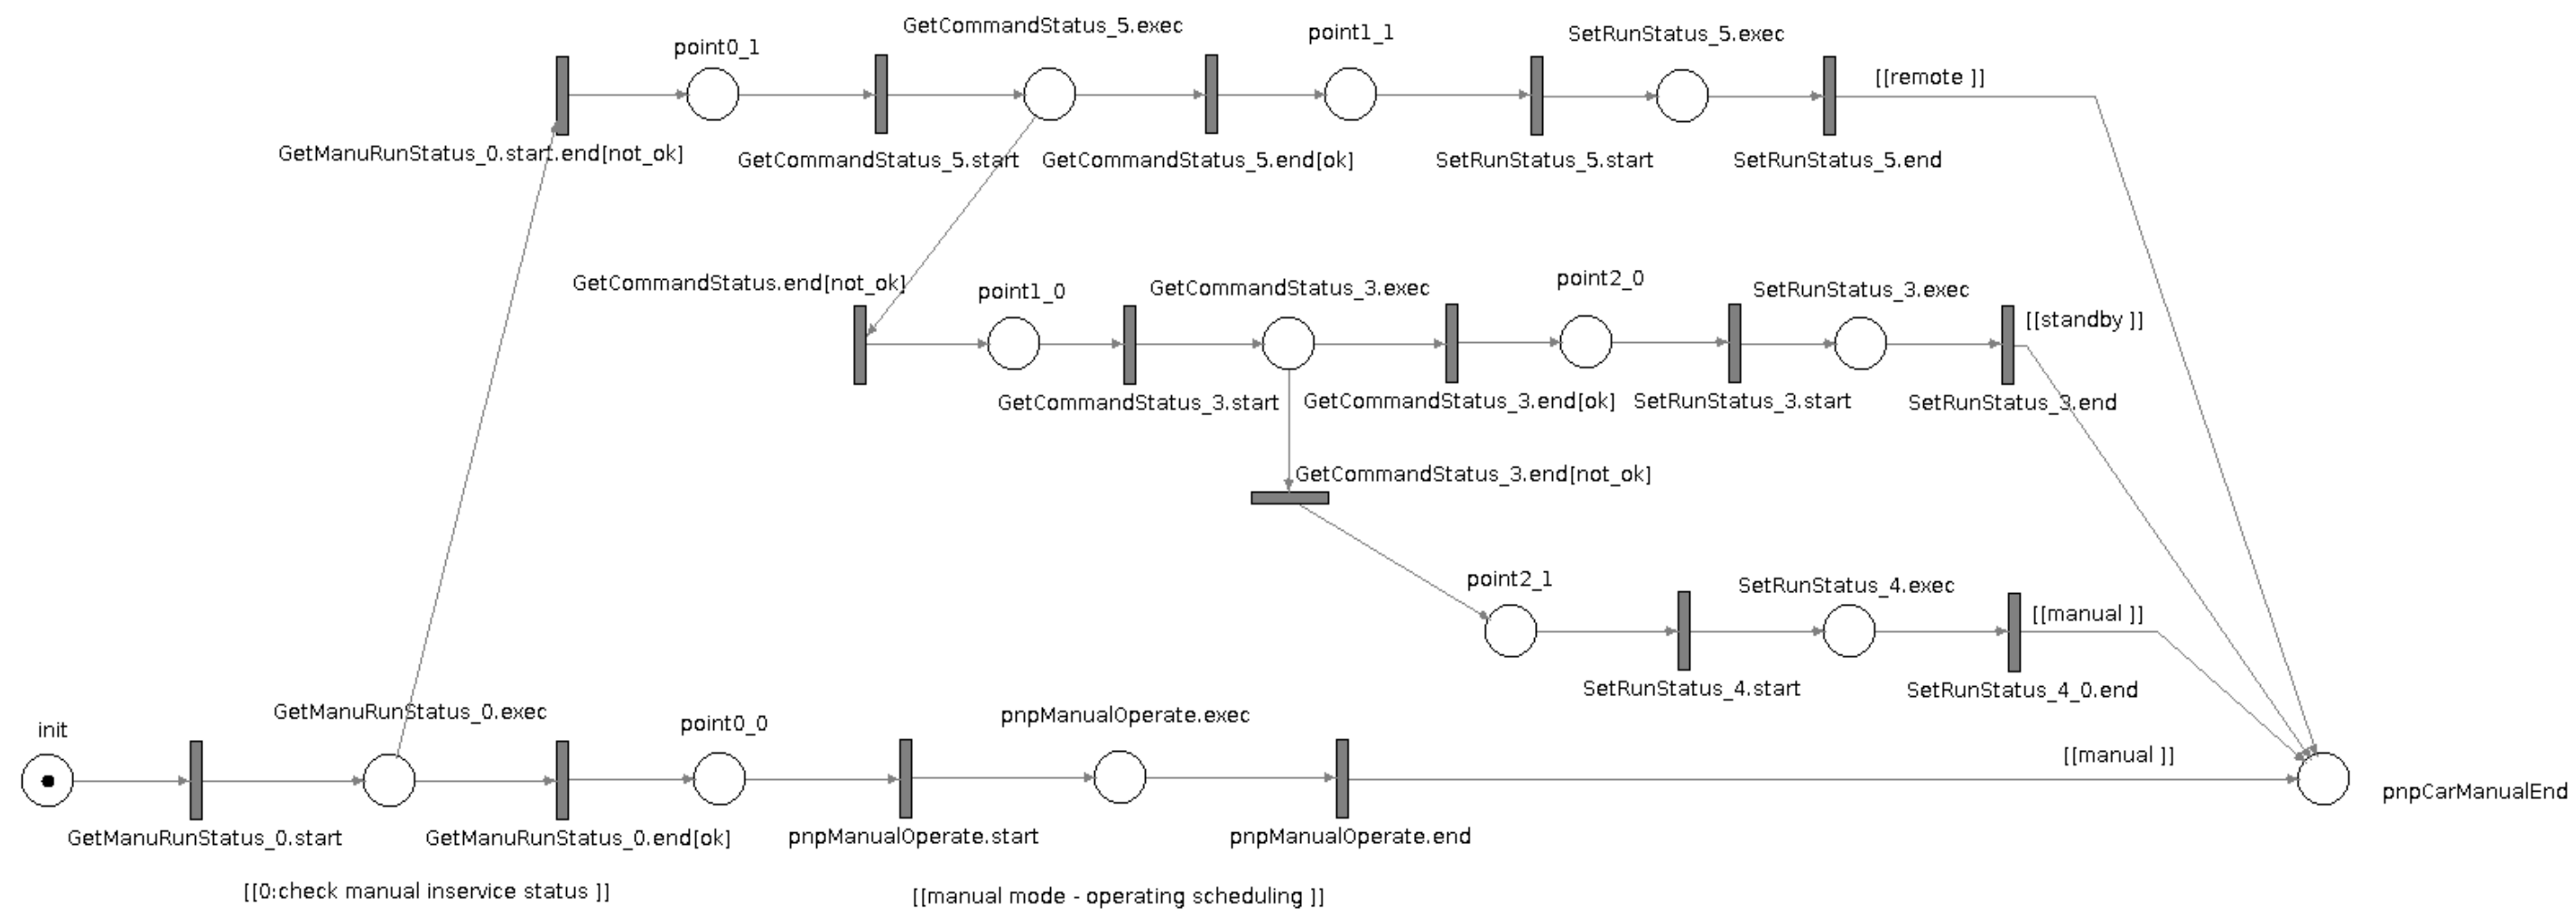 GetCommandStatus_5.exec
point1_1
SetRunStatus_5.exec
point0_1
[[remote ]]
GetManuRunStatus_0.start.end[not_ok]
GetCommandStatus_5.start
GetCommandStatus_5.end[ok]
SetRunStatus_5.start
SetRunStatus_5.end
GetCommandStatus.end[not_ok]
point1_0
GetCommandStatus_3.exec
point2_0
SetRunStatus_3.exec
[[standby ]]
GetCommandStatus_3.start
GetCommandStatus_3.end[ok]
SetRunStatus_3.start
SetRunStatus_3.end
GetCommandStatus_3.end[not_ok]
point2_1
SetRunStatus_4.exec
[[manual ]]
SetRunStatus_4.start
SetRunStatus_4_0.end
init
GetManuRunStatus_0.exec
point0_0
pnpManualOperate.exec
[[manual ]]
pnpCarManualEnd
GetManuRunStatus_0.start
GetManuRunStatus_0.end[ok]
pnpManualOperate.start
pnpManualOperate.end
[[0:check manual inservice status ]]
[[manual mode - operating scheduling ]]